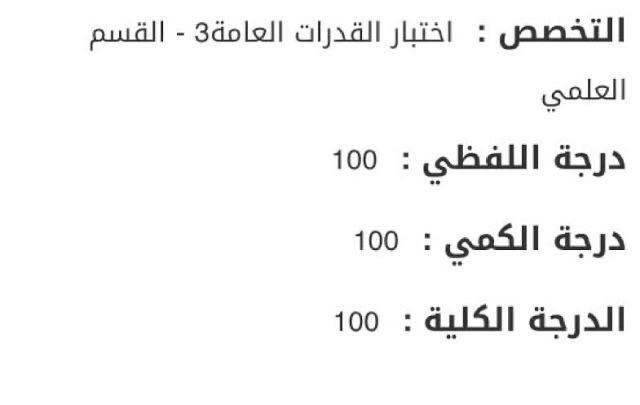 التخصص : اختبار القدرات العامة3 - القسم
العلمي
درجة اللفظي : 100
درجة الكمي : 100
الدرجة الكلية : 100